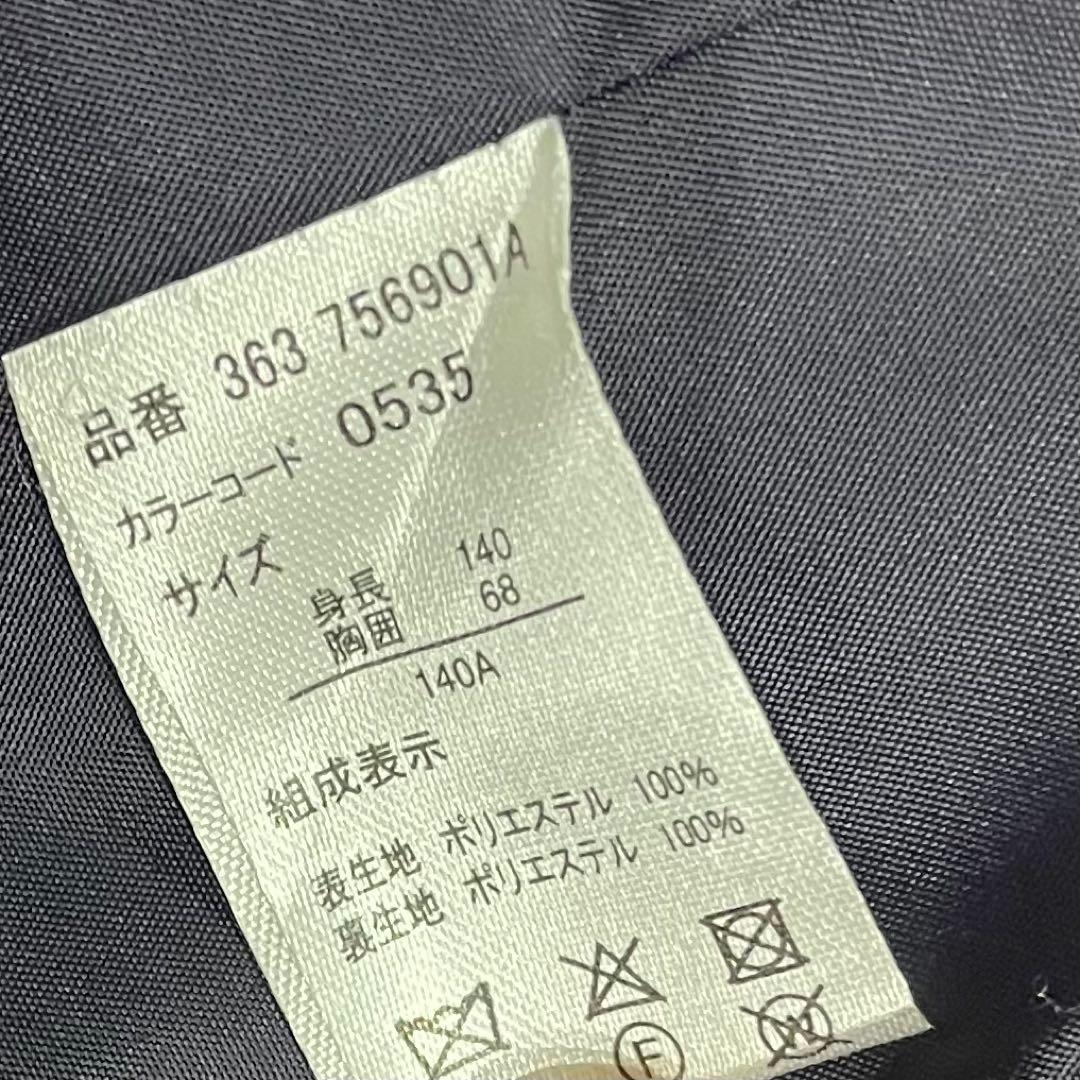 品番 363 756901A
カラーコード 0535
サイズ
身長 140
胸囲 68
140A
組成表示
表生地 ポリエステル 100%
裏生地 ポリエステル 100%
F
W